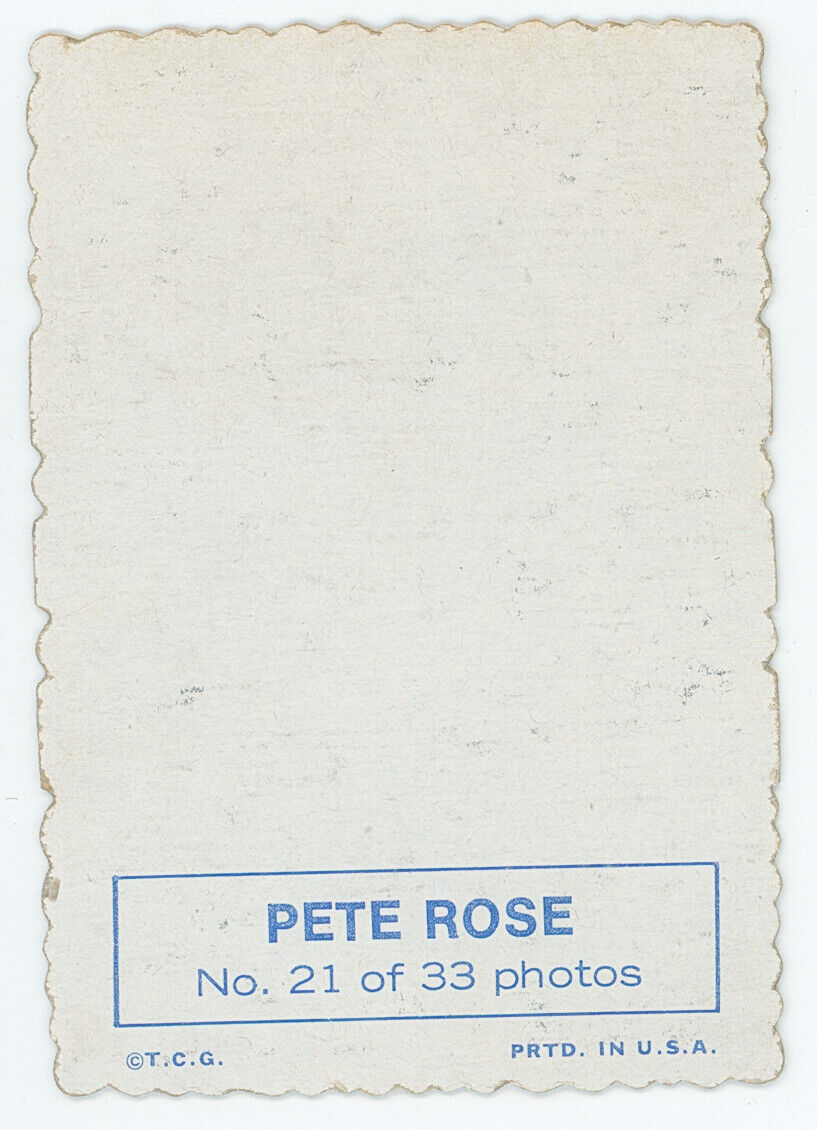 PETE ROSE
No. 21 of 33 photos
©T.C.G.
PRTD. IN U.S.A.